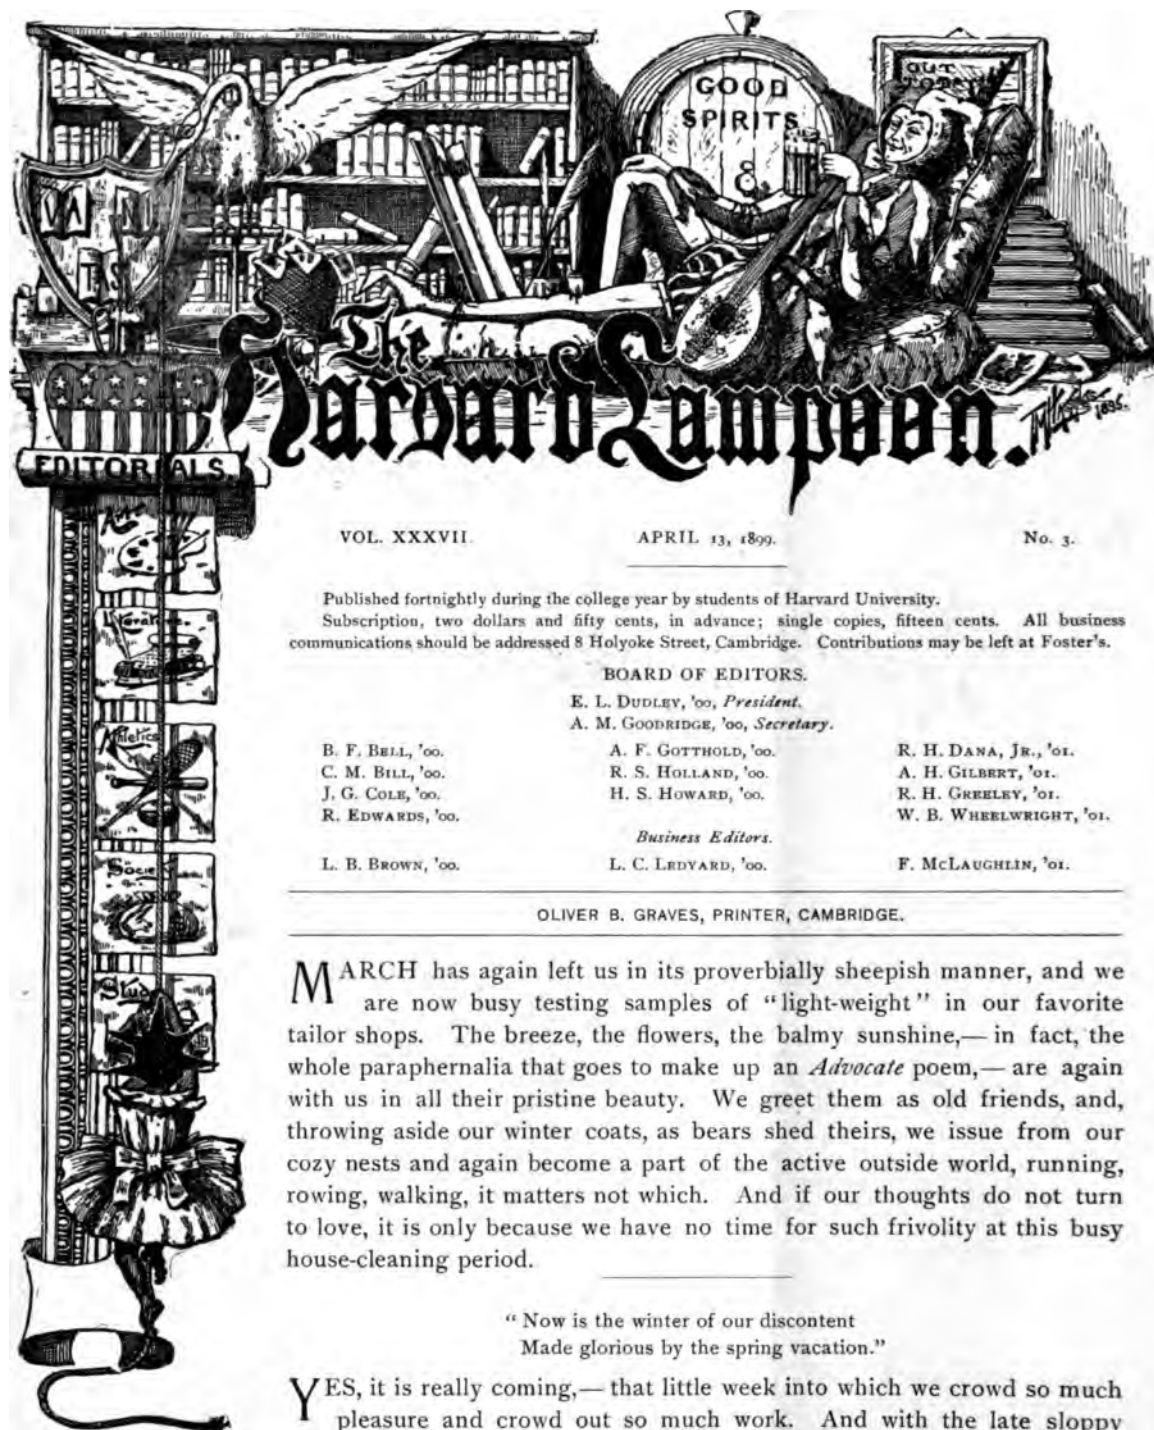 GOOD
SPIRITS
OUT
TODAY
VA NI
TS
The
Harvard Lampoon.
1895.
EDITORIALS.
Art
Literature.
Athletics
Society
VOL. XXXVII.
APRIL 13, 1899.
No. 3.
Published fortnightly during the college year by students of Harvard University.
Subscription, two dollars and fifty cents, in advance; single copies, fifteen cents. All business
communications should be addressed 8 Holyoke Street, Cambridge. Contributions may be left at Foster's.
BOARD OF EDITORS.
E. L. DUDLEY, '00, President.
A. M. GOODRIDGE, '00, Secretary.
B. F. BELL, '00.
C. M. BILL, '00.
J. G. COLE, '00.
R. EDWARDS, '00.
A. F. GOTTHOLD, '00.
R. S. HOLLAND, '00.
H. S. HOWARD, '00.
R. H. DANA, JR., '01.
A. H. GILBERT, '01.
R. H. GREELEY, '01.
W. B. WHEELWRIGHT, '01.
Business Editors.
L. B. BROWN, '00.
L. C. LEDYARD, '00.
F. MCLAUGHLIN, '01.
OLIVER B. GRAVES, PRINTER, CAMBRIDGE.
MARCH has again left us in its proverbially sheepish manner, and we
are now busy testing samples of "light-weight" in our favorite
tailor shops. The breeze, the flowers, the balmy sunshine,— in fact, the
whole paraphernalia that goes to make up an Advocate poem,— are again
with us in all their pristine beauty. We greet them as old friends, and,
throwing aside our winter coats, as bears shed theirs, we issue from our
cozy nests and again become a part of the active outside world, running,
rowing, walking, it matters not which. And if our thoughts do not turn
to love, it is only because we have no time for such frivolity at this busy
house-cleaning period.
"Now is the winter of our discontent
Made glorious by the spring vacation."
YES, it is really coming,— that little week into which we crowd so much
pleasure and crowd out so much work. And with the late sloppy